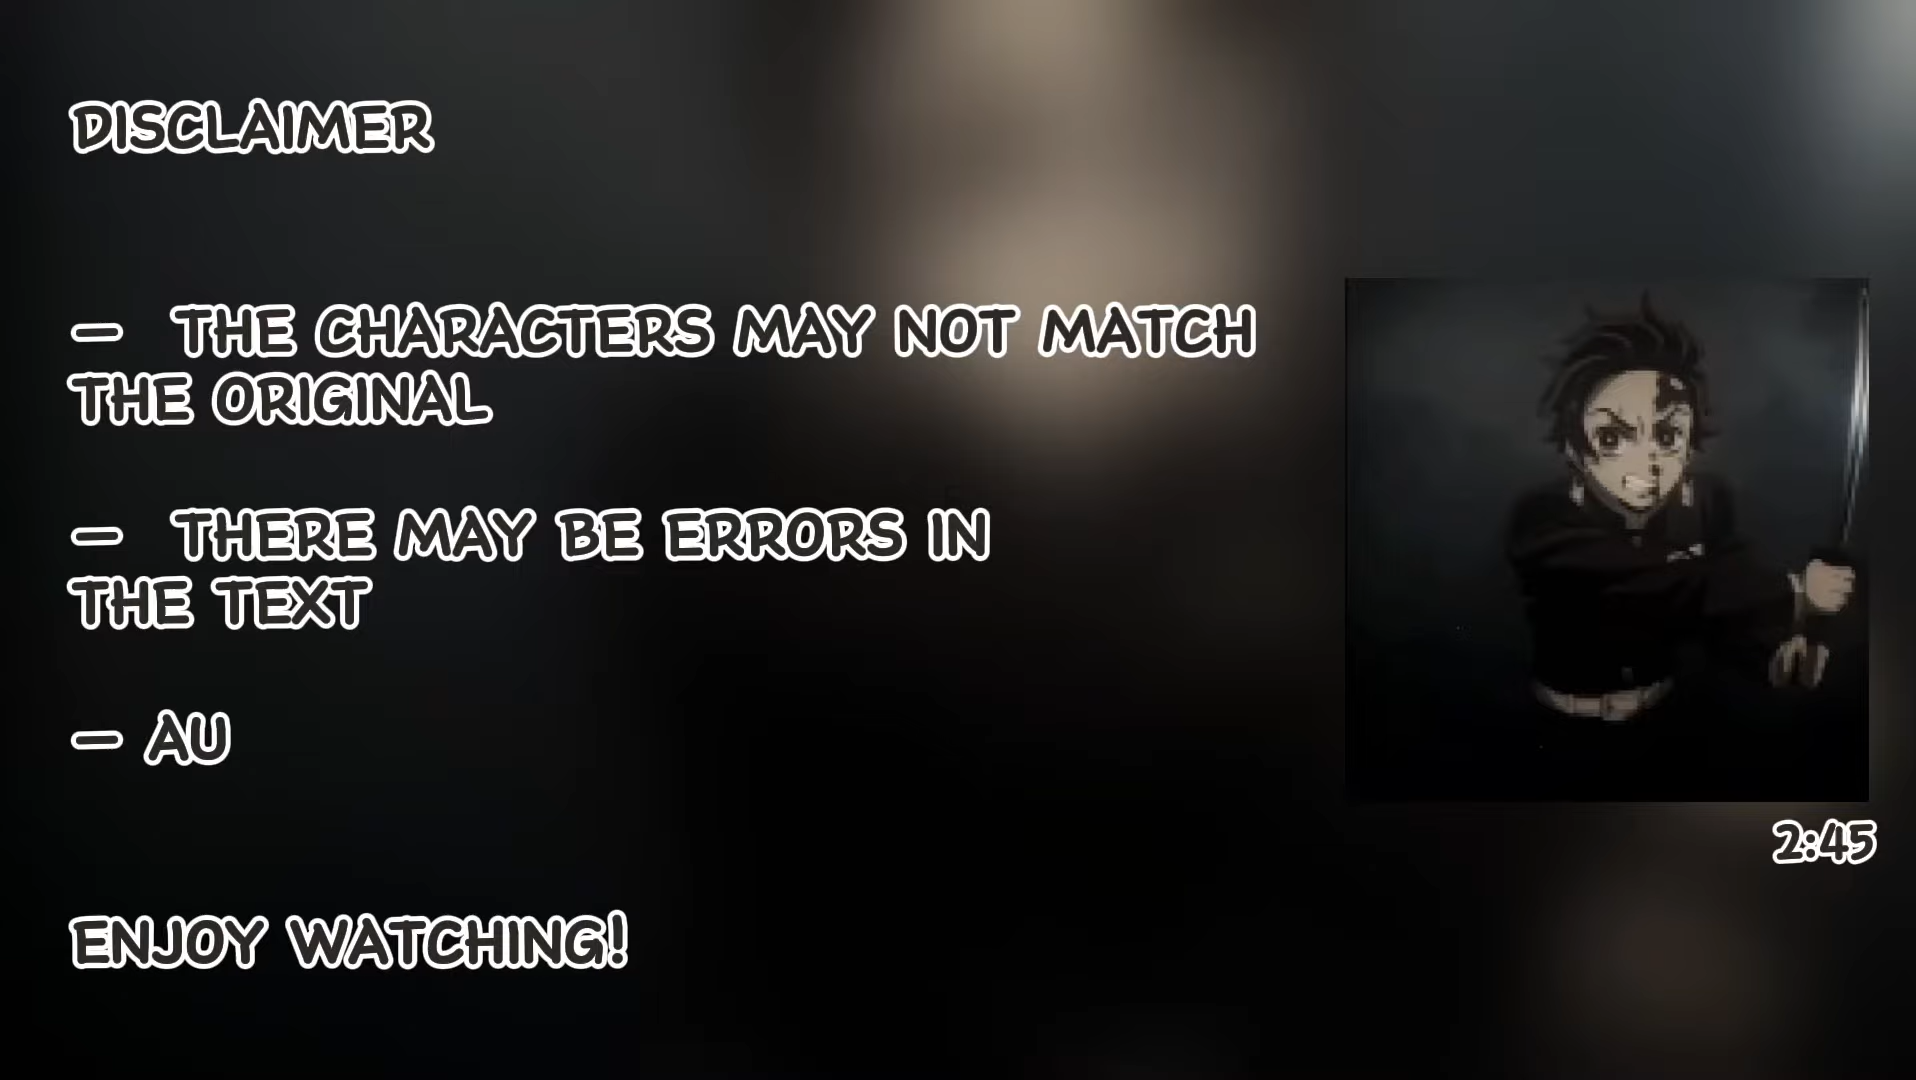 DISCLAIMER
— THE CHARACTERS MAY NOT MATCH
THE ORIGINAL
— THERE MAY BE ERRORS IN
THE TEXT
— AU
2:45
ENJOY WATCHING!